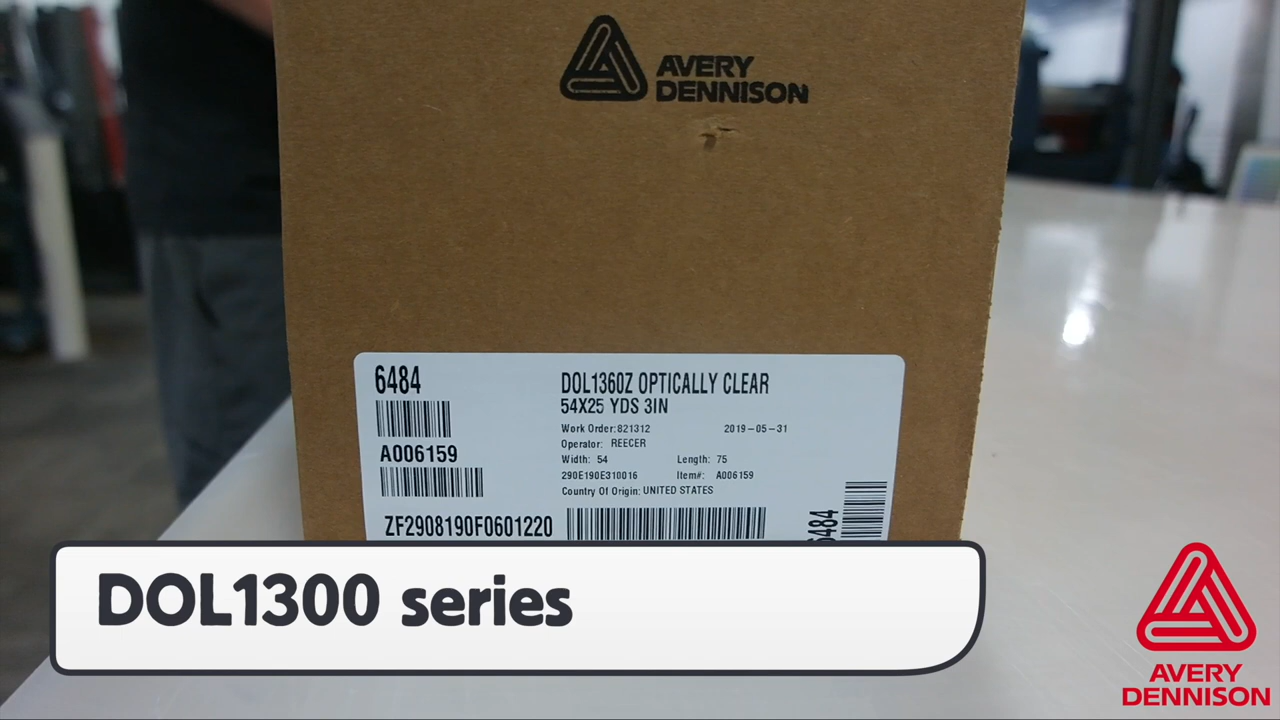 AVERY
DENNISON
6484
DOL1360Z OPTICALLY CLEAR
54X25 YDS 3IN
Work Order:821312 2019-05-31
Operator: REECER
A006159
Width: 54 Length: 75
290E190E310016 Item#: A006159
Country Of Origin: UNITED STATES
ZF2908190F0601220
6484
DOL1300 series
AVERY
DENNISON